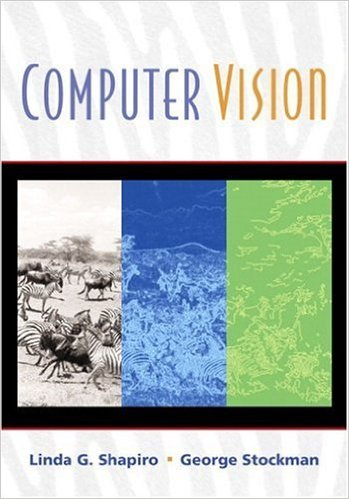 COMPUTER VISION
Linda G. Shapiro ▪ George Stockman